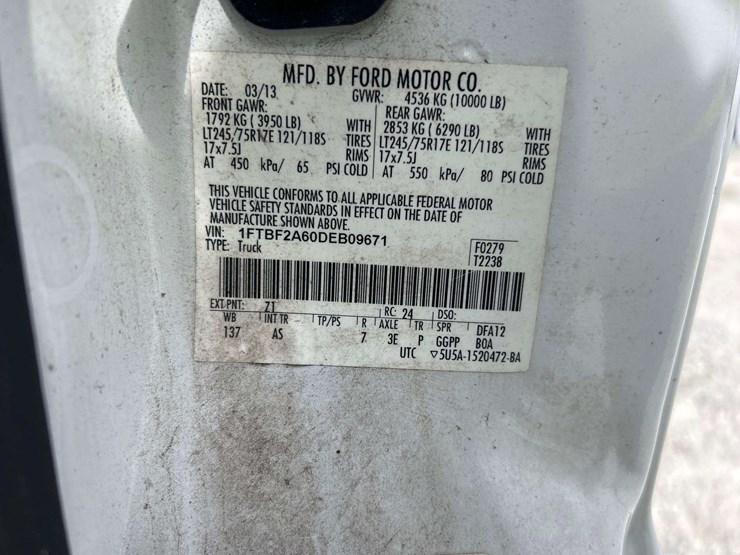 MFD. BY FORD MOTOR CO.
DATE: 03/13 GVWR: 4536 KG (10000 LB)
FRONT GAWR: REAR GAWR:
1792 KG ( 3950 LB) WITH 2853 KG ( 6290 LB) WITH
LT245/75R17E 121/118S TIRES LT245/75R17E 121/118S TIRES
17x7.5J RIMS 17x7.5J RIMS
AT 450 kPa/ 65 PSI COLD AT 550 kPa/ 80 PSI COLD
THIS VEHICLE CONFORMS TO ALL APPLICABLE FEDERAL MOTOR
VEHICLE SAFETY STANDARDS IN EFFECT ON THE DATE OF
MANUFACTURE SHOWN ABOVE.
VIN: 1FTBF2A60DEB09671 F0279
TYPE: Truck T2238
EXT PNT: Z1 RC: 24 DSO:
WB INT TR TP/PS R AXLE TR SPR DFA12
137 AS 7 3E P GGPP BOA
UTC ▽5U5A-1520472-BA